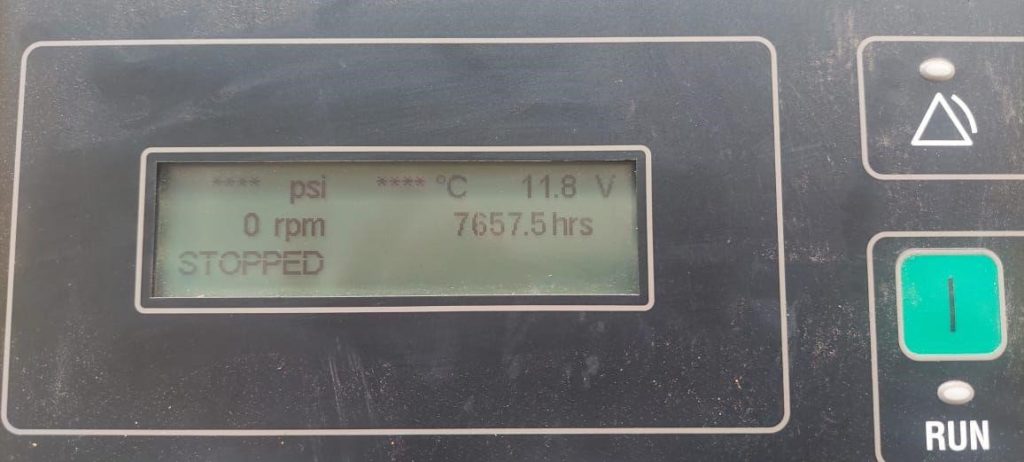 **** psi **** °C 11.8 V
0 rpm 7657.5 hrs
STOPPED
RUN